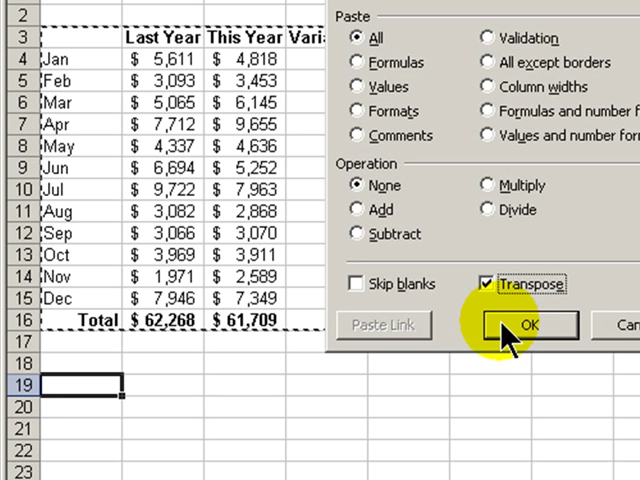 2
3 Last Year This Year Vari
4 Jan $ 5,611 $ 4,818
5 Feb $ 3,093 $ 3,453
6 Mar $ 5,065 $ 6,145
7 Apr $ 7,712 $ 9,655
8 May $ 4,337 $ 4,636
9 Jun $ 6,694 $ 5,252
10 Jul $ 9,722 $ 7,963
11 Aug $ 3,082 $ 2,868
12 Sep $ 3,066 $ 3,070
13 Oct $ 3,969 $ 3,911
14 Nov $ 1,971 $ 2,589
15 Dec $ 7,946 $ 7,349
16 Total $ 62,268 $ 61,709
17
18
19
20
21
22
23
Paste
All Validation
Formulas All except borders
Values Column widths
Formats Formulas and number f
Comments Values and number for
Operation
None Multiply
Add Divide
Subtract
Skip blanks Transpose
Paste Link OK Can